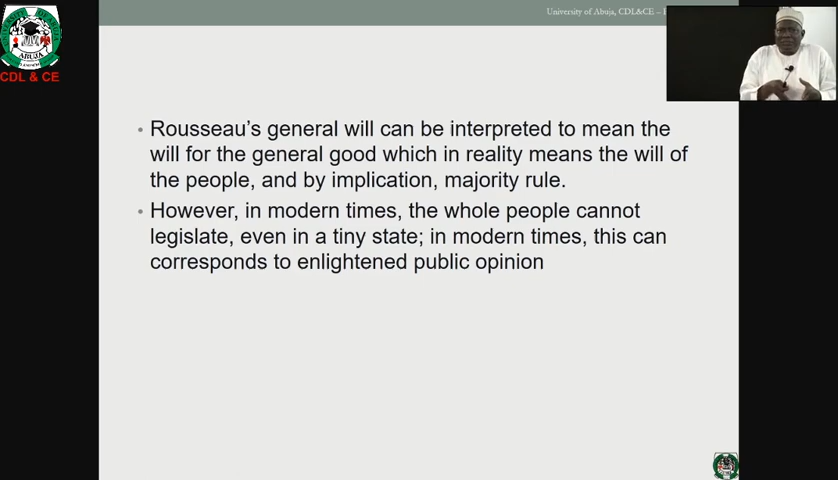 University of Abuja, CDL&CE –
ABUJA
CDL & CE
• Rousseau’s general will can be interpreted to mean the
will for the general good which in reality means the will of
the people, and by implication, majority rule.
• However, in modern times, the whole people cannot
legislate, even in a tiny state; in modern times, this can
corresponds to enlightened public opinion